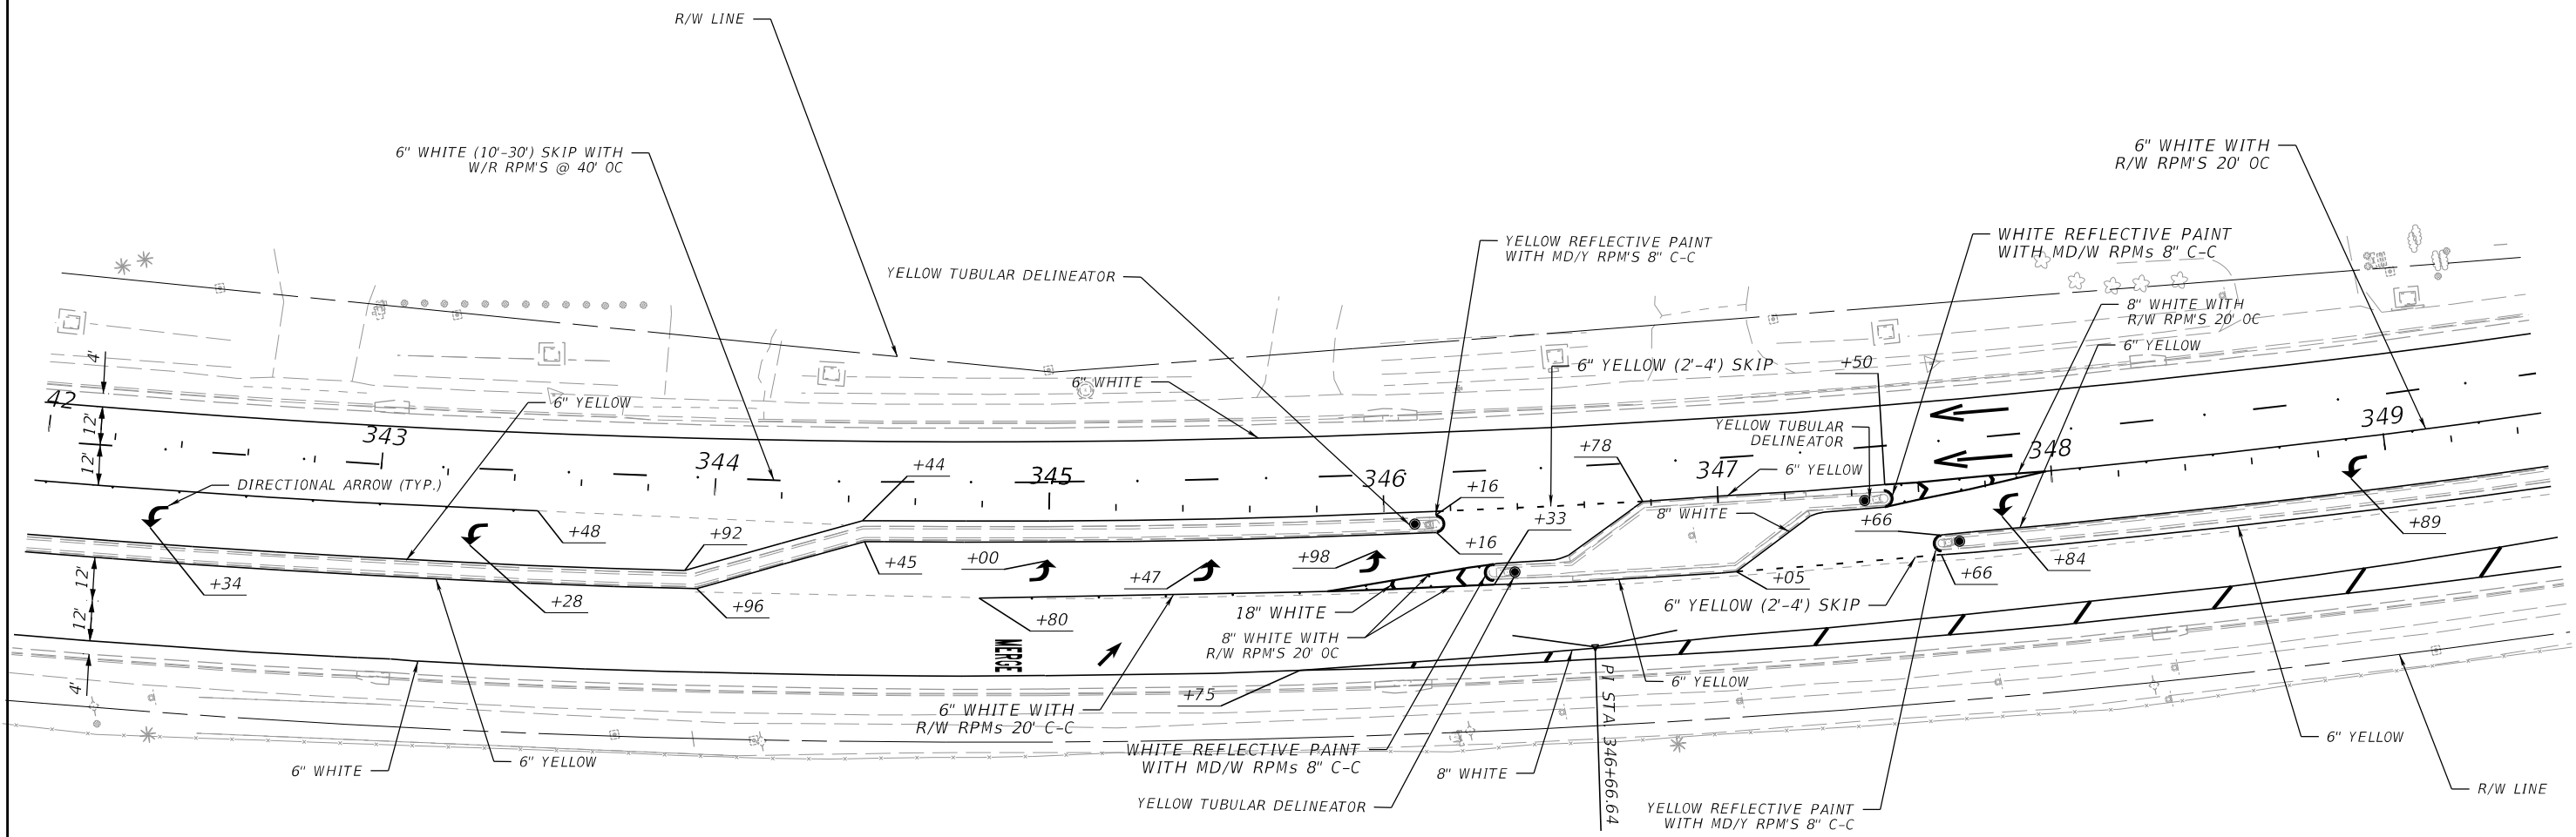 R/W LINE
6" WHITE (10'-30') SKIP WITH
W/R RPM'S @ 40' OC
6" WHITE WITH
R/W RPM'S 20' OC
YELLOW REFLECTIVE PAINT
WITH MD/Y RPM'S 8" C-C
WHITE REFLECTIVE PAINT
WITH MD/W RPMs 8" C-C
YELLOW TUBULAR DELINEATOR
8" WHITE WITH
R/W RPM'S 20' OC
6" YELLOW
4'
6" WHITE
6" YELLOW (2'-4') SKIP
+50
42
6" YELLOW
12'
12'
343
344
345
346
347
348
349
+44
+78
YELLOW TUBULAR
DELINEATOR
6" YELLOW
DIRECTIONAL ARROW (TYP.)
+16
+33
8" WHITE
+66
+89
+48
+92
+16
+34
+28
+96
+45
+00
+47
+98
+05
+66
+84
12'
12'
4'
+80
18" WHITE
8" WHITE WITH
R/W RPM'S 20' OC
6" YELLOW (2'-4') SKIP
MERGE
+75
6" YELLOW
PI STA. 346+66.64
6" WHITE WITH
R/W RPMs 20' C-C
WHITE REFLECTIVE PAINT
WITH MD/W RPMs 8" C-C
6" WHITE
6" YELLOW
8" WHITE
6" YELLOW
R/W LINE
YELLOW TUBULAR DELINEATOR
YELLOW REFLECTIVE PAINT
WITH MD/Y RPM'S 8" C-C